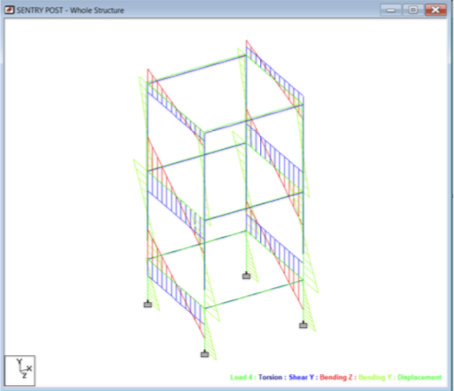 SENTRY POST - Whole Structure
Y
X
Z
Load 4 : Torsion : Shear Y : Bending Z : Bending Y : Displacement